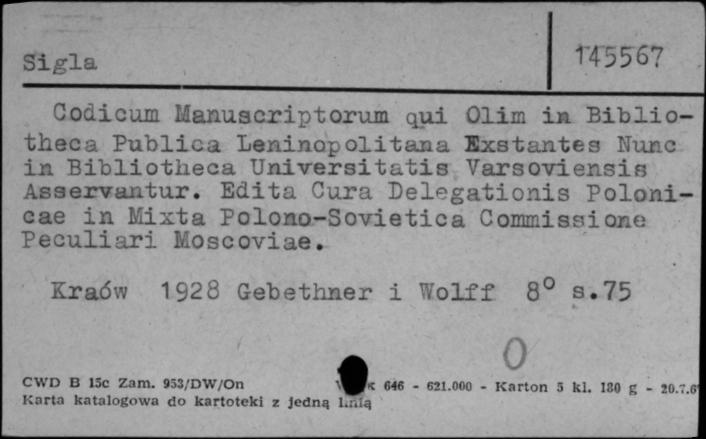 Sigla 145567
Codicum Manuscriptorum qui Olim in Biblio-
theca Publica Leninopolitana Exstantes Nunc
in Bibliotheca Universitatis Varsoviensis
Asservantur. Edita Cura Delegationis Poloni-
cae in Mixta Polono-Sovietica Commissione
Peculiari Moscoviae.
Kraów 1928 Gebethner i Wolff 8° s.75
0
CWD B 15c Zam. 953/DW/On 646 - 621.000 - Karton 5 kl. 180 g - 20.7.6
Karta katalogowa do kartoteki z jedną linią